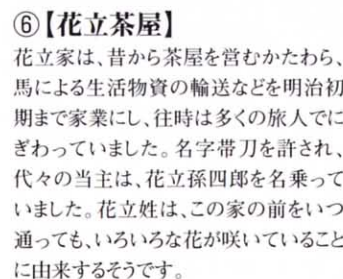 ⑥【花立茶屋】
花立家は、昔から茶屋を営むかたわら、
馬による生活物資の輸送などを明治初
期まで家業にし、往時は多くの旅人でに
ぎわっていました。名字帯刀を許され、
代々の当主は、花立孫四郎を名乗って
いました。花立姓は、この家の前をいつ
通っても、いろいろな花が咲いていること
に由来するそうです。